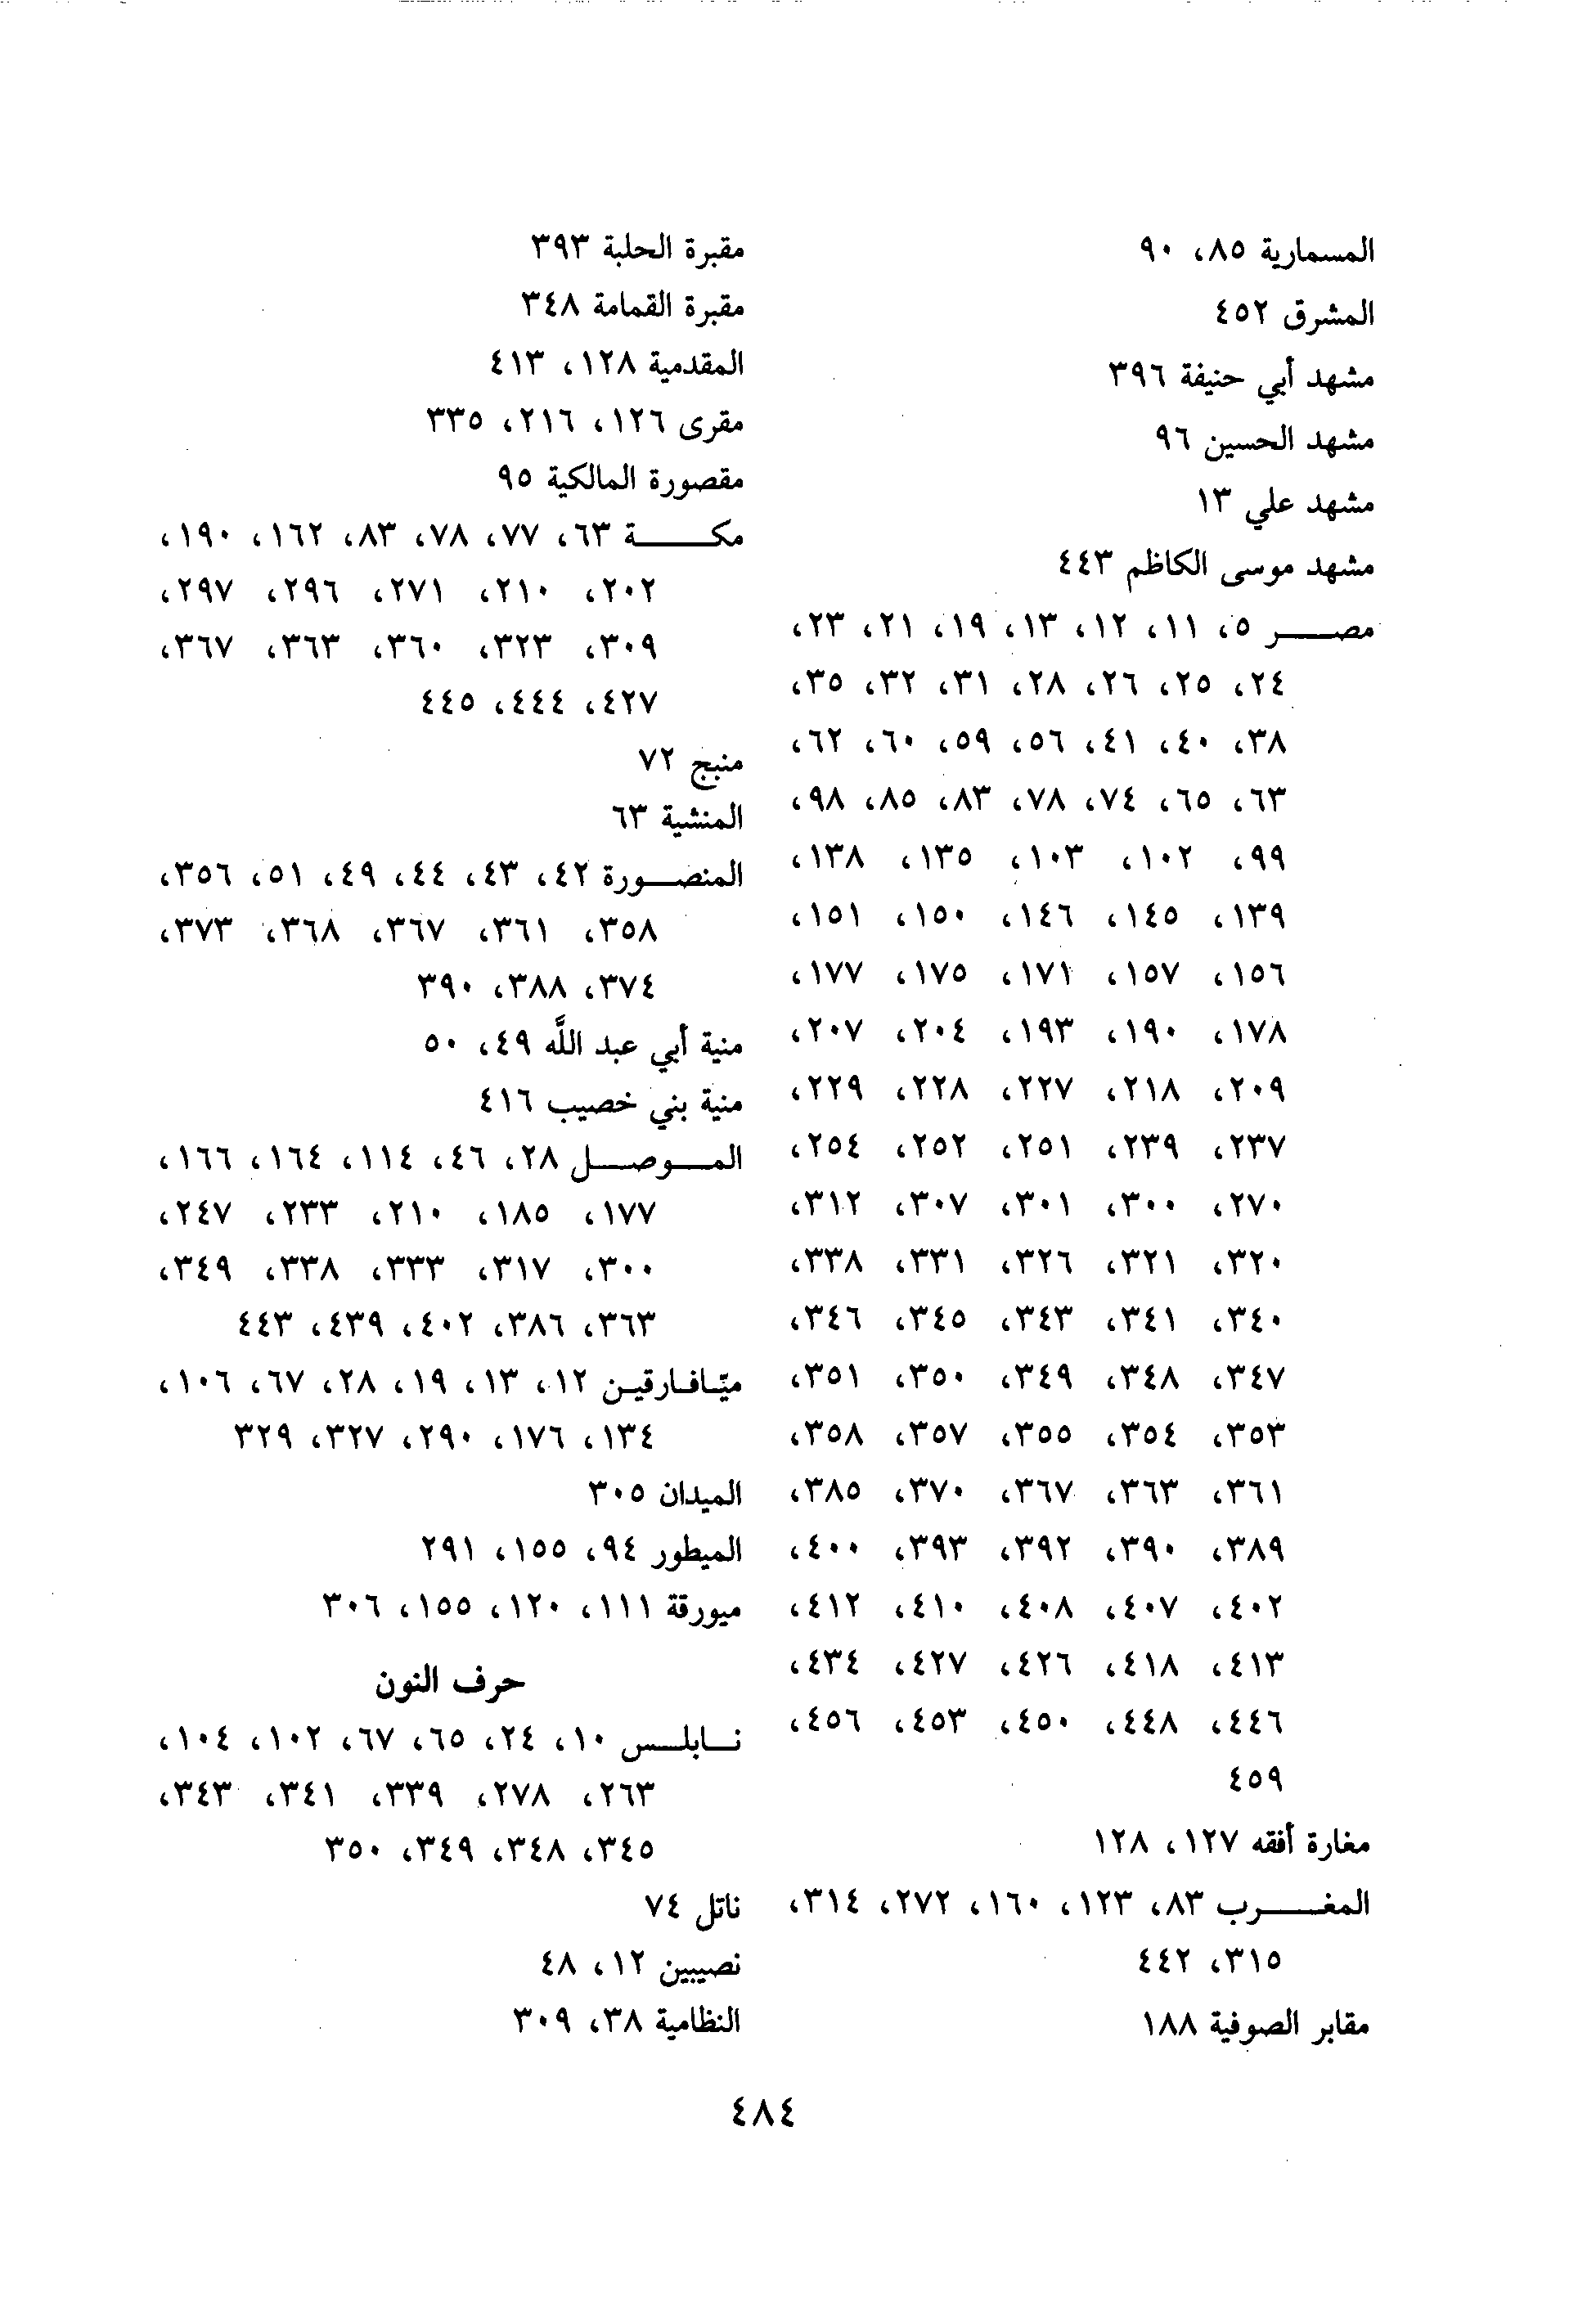 المسمارية ٨٥، ٩٠
المشرق ٤٥٢
مشهد أبي حنيفة ٣٩٦
مشهد الحسين ٩٦
مشهد علي ١٣
مشهد موسى الكاظم ٤٤٣
مصر ٥، ١١، ١٢، ١٣، ١٩، ٢١، ٢٣،
٢٤، ٢٥، ٢٦، ٢٨، ٣١، ٣٢، ٣٥،
٣٨، ٤٠، ٤١، ٥٦، ٥٩، ٦٠، ٦٢،
٦٣، ٦٥، ٧٤، ٧٨، ٨٣، ٨٥، ٩٨،
٩٩، ١٠٢، ١٠٣، ١٣٥، ١٣٨،
١٣٩، ١٤٥، ١٤٦، ١٥٠، ١٥١،
١٥٦، ١٥٧، ١٧١، ١٧٥، ١٧٧،
١٧٨، ١٩٠، ١٩٣، ٢٠٤، ٢٠٧،
٢٠٩، ٢١٨، ٢٢٧، ٢٢٨، ٢٢٩،
٢٣٧، ٢٣٩، ٢٥١، ٢٥٢، ٢٥٤،
٢٧٠، ٣٠٠، ٣٠١، ٣٠٧، ٣١٢،
٣٢٠، ٣٢١، ٣٢٦، ٣٣١، ٣٣٨،
٣٤٠، ٣٤١، ٣٤٣، ٣٤٥، ٣٤٦،
٣٤٧، ٣٤٨، ٣٤٩، ٣٥٠، ٣٥١،
٣٥٣، ٣٥٤، ٣٥٥، ٣٥٧، ٣٥٨،
٣٦١، ٣٦٣، ٣٦٧، ٣٧٠، ٣٨٥،
٣٨٩، ٣٩٠، ٣٩٢، ٣٩٣، ٤٠٠،
٤٠٢، ٤٠٧، ٤٠٨، ٤١٠، ٤١٢،
٤١٣، ٤١٨، ٤٢٦، ٤٢٧، ٤٣٤،
٤٤٦، ٤٤٨، ٤٥٠، ٤٥٣، ٤٥٦،
٤٥٩
مغارة أفقه ١٢٧، ١٢٨
المغرب ٨٣، ١٢٣، ١٦٠، ٢٧٢، ٣١٤،
٣١٥، ٤٤٢
مقابر الصوفية ١٨٨
مقبرة الحلبة ٣٩٣
مقبرة القمامة ٣٤٨
المقدمية ١٢٨، ٤١٣
مقرى ١٢٦، ٢١٦، ٣٣٥
مقصورة المالكية ٩٥
مكة ٦٣، ٧٧، ٧٨، ٨٣، ١٦٢، ١٩٠،
٢٠٢، ٢١٠، ٢٧١، ٢٩٦، ٢٩٧،
٣٠٩، ٣٢٣، ٣٦٠، ٣٦٣، ٣٦٧،
٤٢٧، ٤٤٤، ٤٤٥
منبج ٧٢
المنشية ٦٣
المنصورة ٤٢، ٤٣، ٤٤، ٤٩، ٥١، ٣٥٦،
٣٥٨، ٣٦١، ٣٦٧، ٣٦٨، ٣٧٣،
٣٧٤، ٣٨٨، ٣٩٠
منية أبي عبد اللَّه ٤٩، ٥٠
منية بني خصيب ٤١٦
الموصل ٢٨، ٤٦، ١١٤، ١٦٤، ١٦٦،
١٧٧، ١٨٥، ٢١٠، ٢٣٣، ٢٤٧،
٣٠٠، ٣١٧، ٣٣٣، ٣٣٨، ٣٤٩،
٣٦٣، ٣٨٦، ٤٠٢، ٤٣٩، ٤٤٣
ميّافارقين ١٢، ١٣، ١٩، ٢٨، ٦٧، ١٠٦،
١٣٤، ١٧٦، ٢٩٠، ٣٢٧، ٣٢٩
الميدان ٣٠٥
الميطور ٩٤، ١٥٥، ٢٩١
ميورقة ١١١، ١٢٠، ١٥٥، ٣٠٦
حرف النون
نابلس ١٠، ٢٤، ٦٥، ٦٧، ١٠٢، ١٠٤،
٢٦٣، ٢٧٨، ٣٣٩، ٣٤١، ٣٤٣،
٣٤٥، ٣٤٨، ٣٤٩، ٣٥٠
ناتل ٧٤
نصيبين ١٢، ٤٨
النظامية ٣٨، ٣٠٩
٤٨٤